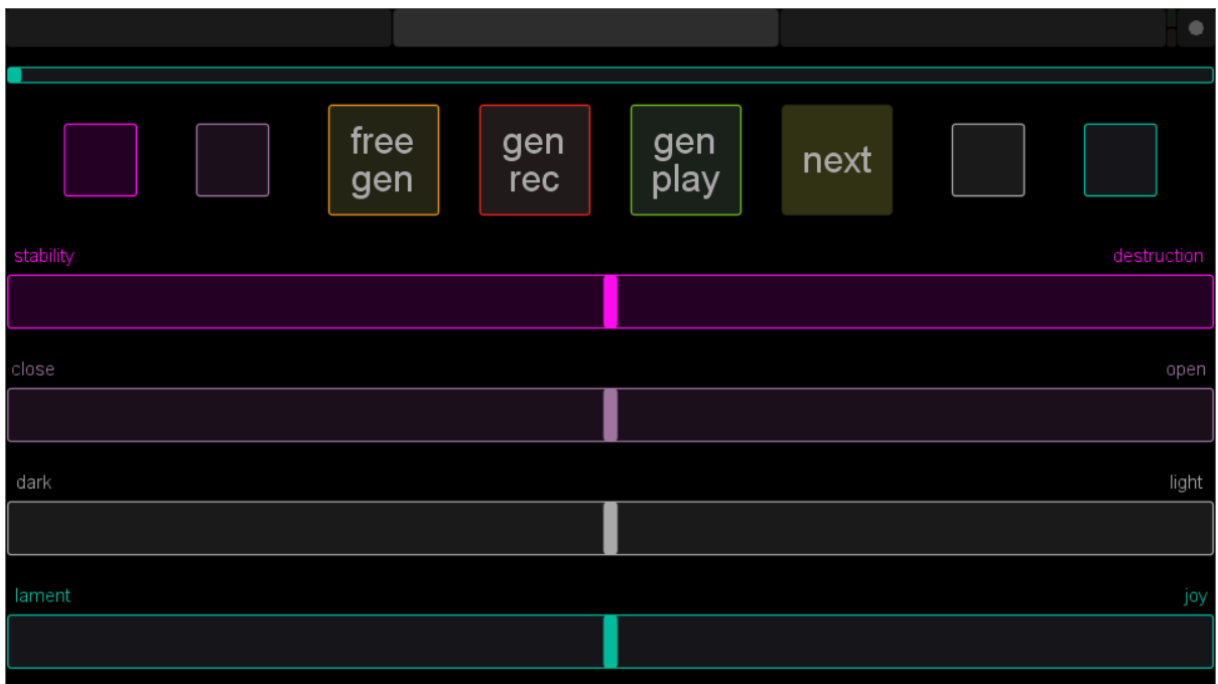 free
gen
gen
rec
gen
play
next
stability
destruction
close
open
dark
light
lament
joy